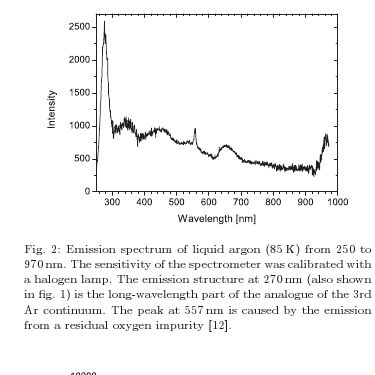 2500
2000
1500
1000
500
0
Intensity
300 400 500 600 700 800 900 1000
Wavelength [nm]
Fig. 2: Emission spectrum of liquid argon (85 K) from 250 to
970 nm. The sensitivity of the spectrometer was calibrated with
a halogen lamp. The emission structure at 270 nm (also shown
in fig. 1) is the long-wavelength part of the analogue of the 3rd
Ar continuum. The peak at 557 nm is caused by the emission
from a residual oxygen impurity [12].